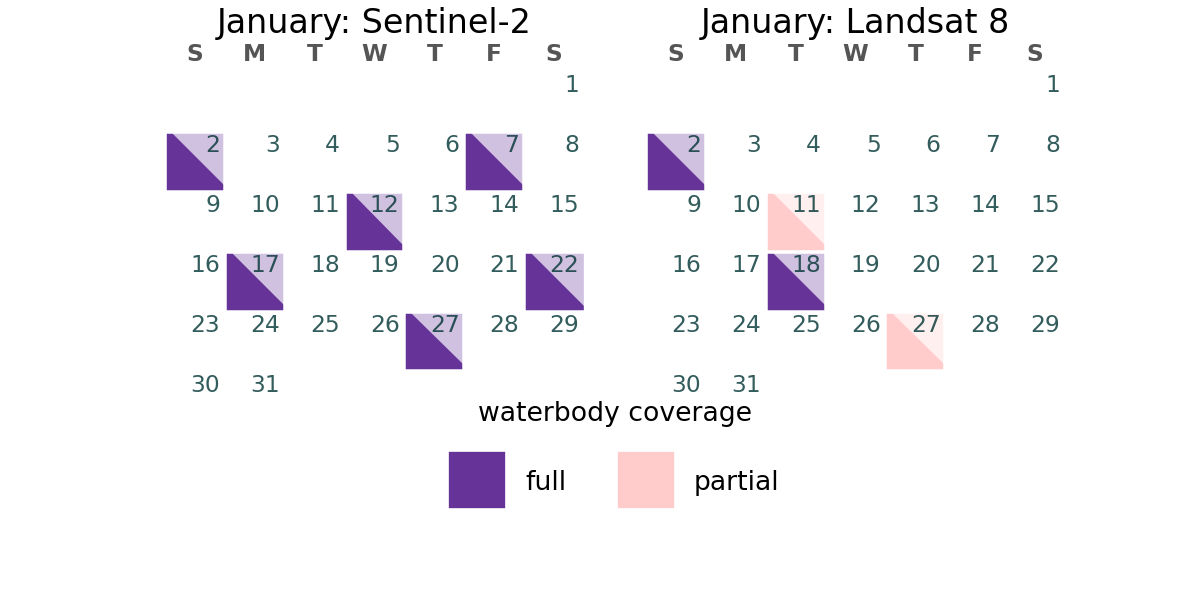 January: Sentinel-2
S M T W T F S
1
2 3 4 5 6 7 8
9 10 11 12 13 14 15
16 17 18 19 20 21 22
23 24 25 26 27 28 29
30 31
January: Landsat 8
S M T W T F S
1
2 3 4 5 6 7 8
9 10 11 12 13 14 15
16 17 18 19 20 21 22
23 24 25 26 27 28 29
30 31
waterbody coverage
full partial